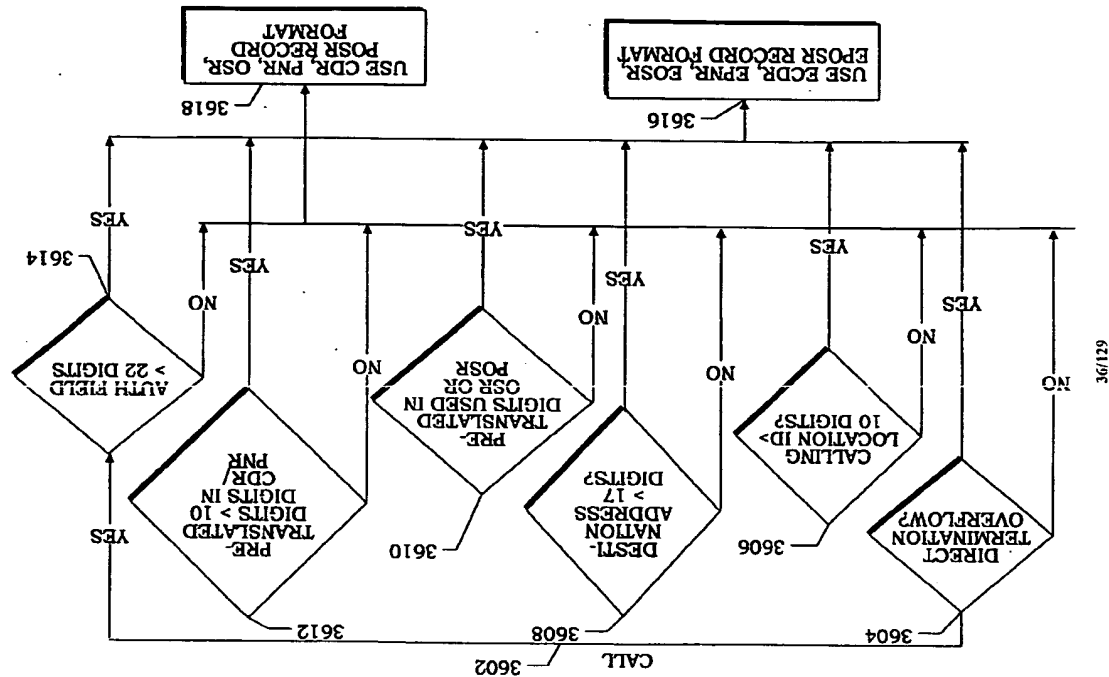 CALL
3602
3604
DIRECT
TERMINATION
OVERFLOW?
YES
NO
3606
CALLING
LOCATION ID>
10 DIGITS?
YES
NO
3608
DESTI-
NATION
ADDRESS
> 17
DIGITS?
YES
NO
3610
PRE-
TRANSLATED
DIGITS USED IN
OSR OR
POSR
YES
NO
3612
PRE-
TRANSLATED
DIGITS > 10
DIGITS IN
CDR/
PNR
YES
NO
YES
AUTH FIELD
> 22 DIGITS
3614
YES
NO
3616
USE ECDR, EPNR, EOSR,
EPOSR RECORD FORMAT
3618
USE CDR, PNR, OSR,
POSR RECORD
FORMAT
36/129